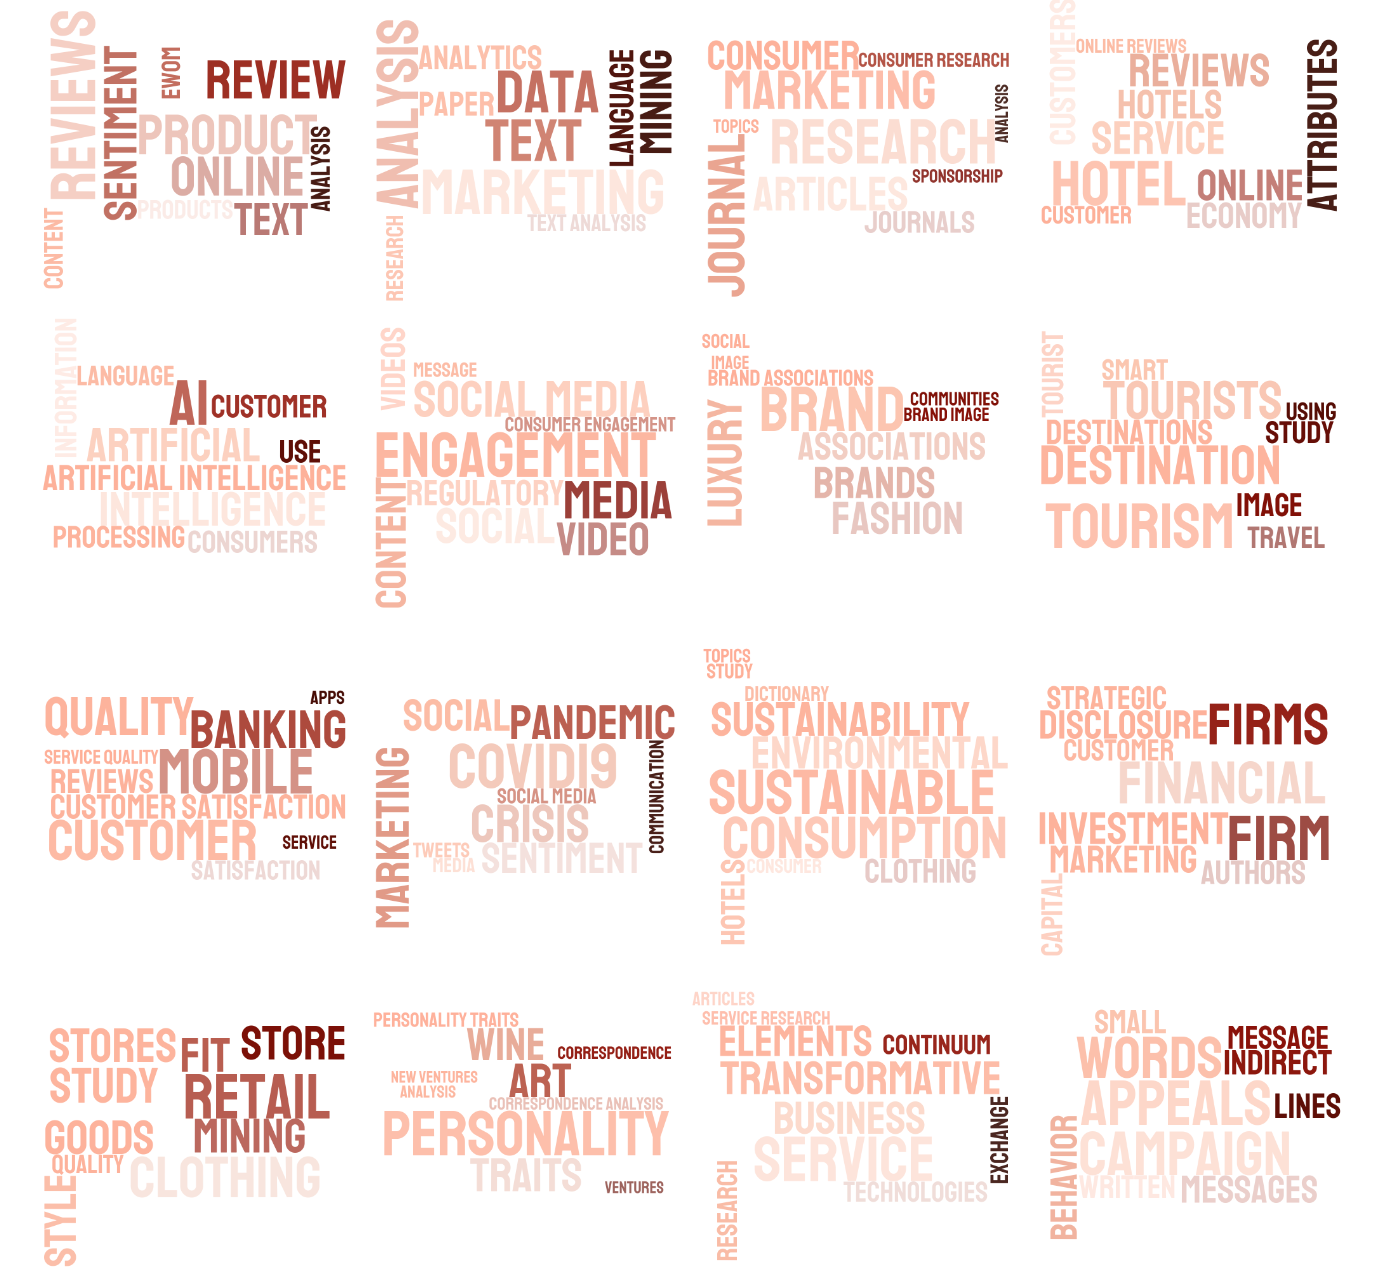 REVIEWS
SENTIMENT
EWOM
REVIEW
PRODUCT
ONLINE
ANALYSIS
PRODUCTS
TEXT
CONTENT
ANALYSIS
ANALYTICS
PAPER
DATA
TEXT
LANGUAGE
MINING
MARKETING
TEXT ANALYSIS
RESEARCH
CONSUMER
CONSUMER RESEARCH
MARKETING
ANALYSIS
TOPICS
RESEARCH
JOURNAL
SPONSORSHIP
ARTICLES
JOURNALS
CUSTOMERS
ONLINE REVIEWS
REVIEWS
HOTELS
SERVICE
ATTRIBUTES
HOTEL
ONLINE
CUSTOMER
ECONOMY
INFORMATION
LANGUAGE
AI
CUSTOMER
ARTIFICIAL
USE
ARTIFICIAL INTELLIGENCE
INTELLIGENCE
PROCESSING
CONSUMERS
VIDEOS
MESSAGE
SOCIAL MEDIA
CONSUMER ENGAGEMENT
ENGAGEMENT
CONTENT
REGULATORY
MEDIA
SOCIAL
VIDEO
SOCIAL
IMAGE
BRAND ASSOCIATIONS
BRAND
COMMUNITIES
BRAND IMAGE
LUXURY
ASSOCIATIONS
BRANDS
FASHION
TOURIST
SMART
TOURISTS
USING
DESTINATIONS
STUDY
DESTINATION
IMAGE
TOURISM
TRAVEL
APPS
QUALITY
BANKING
SERVICE QUALITY
MOBILE
REVIEWS
CUSTOMER SATISFACTION
CUSTOMER
SERVICE
SATISFACTION
SOCIAL
PANDEMIC
MARKETING
COVID19
COMMUNICATION
SOCIAL MEDIA
CRISIS
TWEETS
SENTIMENT
MEDIA
TOPICS
STUDY
DICTIONARY
SUSTAINABILITY
ENVIRONMENTAL
SUSTAINABLE
CONSUMPTION
HOTELS
CONSUMER
CLOTHING
STRATEGIC
DISCLOSURE
FIRMS
CUSTOMER
FINANCIAL
INVESTMENT
FIRM
MARKETING
AUTHORS
CAPITAL
STORES
FIT
STORE
STUDY
RETAIL
GOODS
MINING
QUALITY
CLOTHING
STYLE
PERSONALITY TRAITS
WINE
CORRESPONDENCE
NEW VENTURES
ART
ANALYSIS
CORRESPONDENCE ANALYSIS
PERSONALITY
TRAITS
VENTURES
ARTICLES
SERVICE RESEARCH
ELEMENTS
CONTINUUM
TRANSFORMATIVE
BUSINESS
EXCHANGE
SERVICE
TECHNOLOGIES
RESEARCH
SMALL
MESSAGE
WORDS
INDIRECT
APPEALS
LINES
BEHAVIOR
CAMPAIGN
WRITTEN
MESSAGES